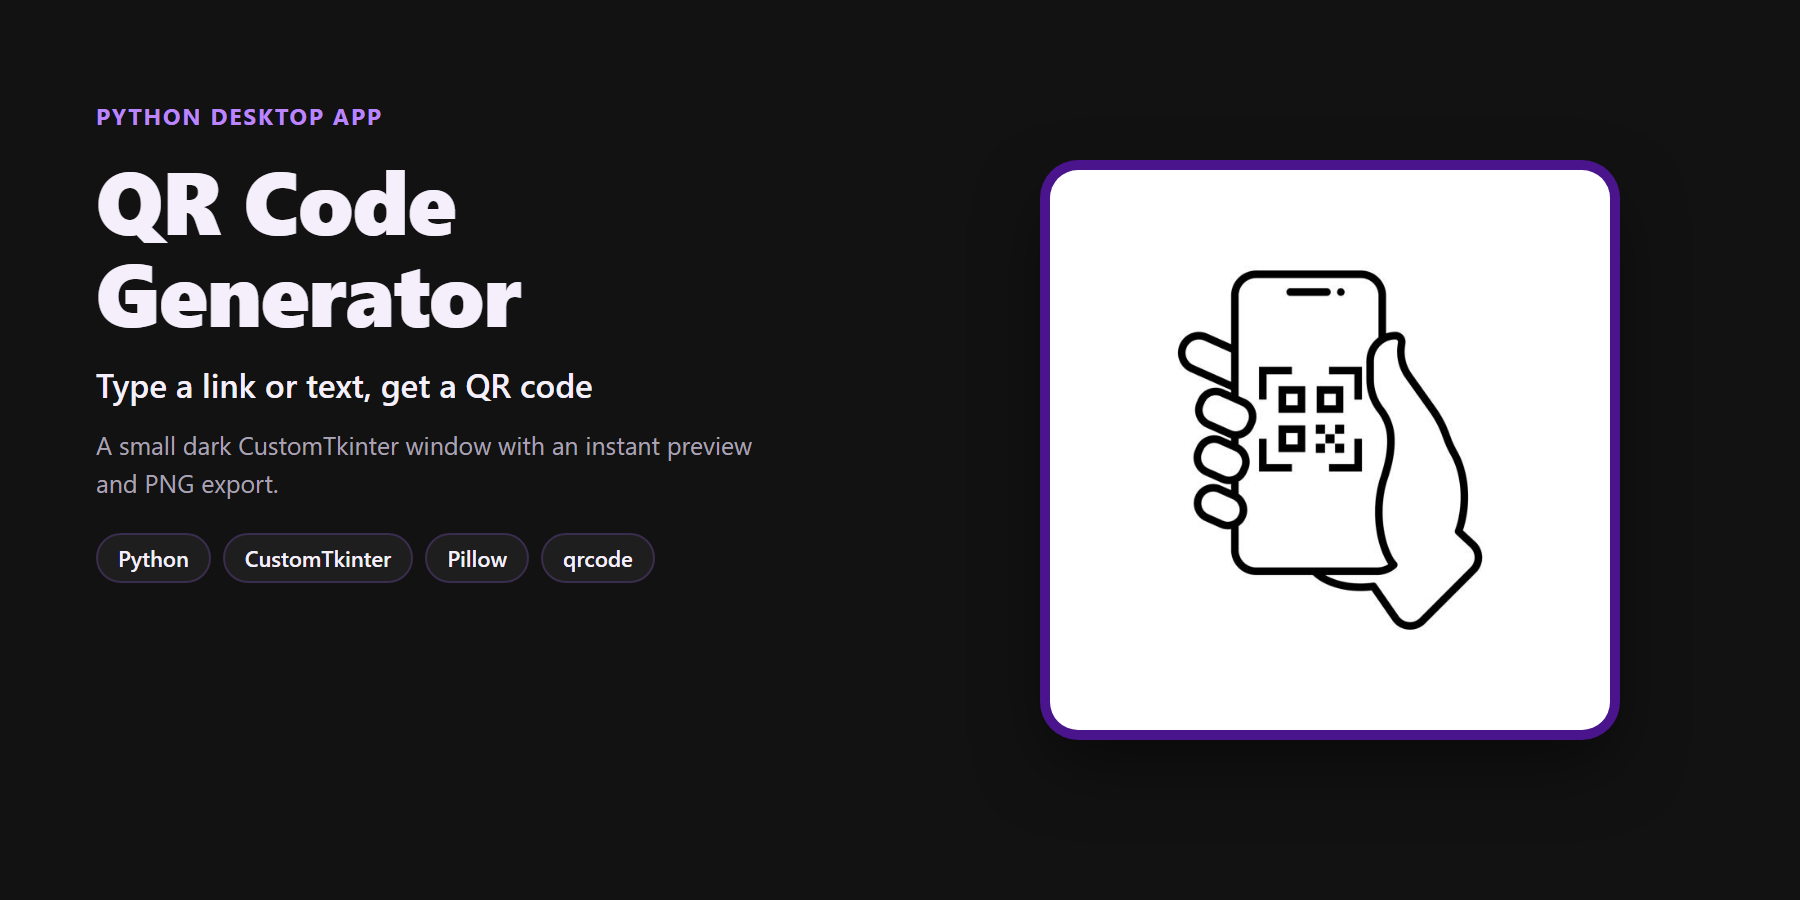 PYTHON DESKTOP APP
QR Code
Generator
Type a link or text, get a QR code
A small dark CustomTkinter window with an instant preview
and PNG export.
Python CustomTkinter Pillow qrcode